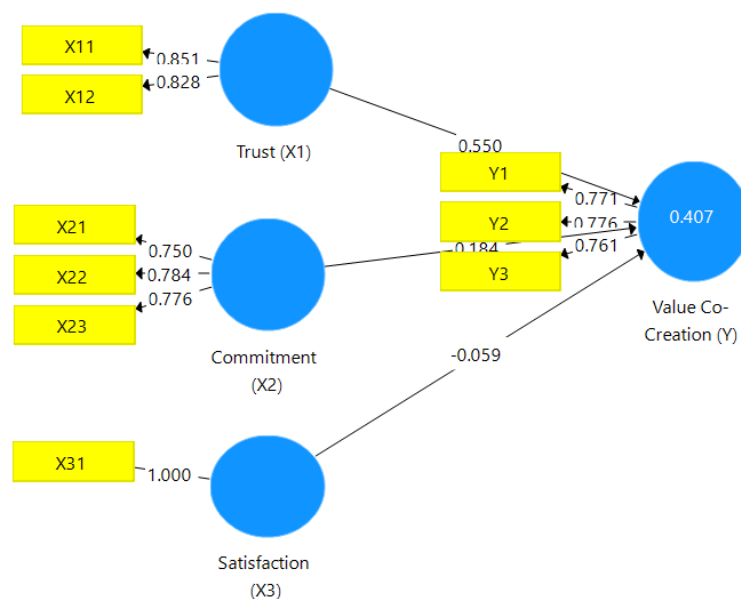 X11
0.851
0.828
X12
Trust (X1)
0.550
Y1
0.771
Y2
0.776
0.407
0.184
0.761
Y3
Value Co-
Creation (Y)
X21
0.750
X22
0.784
0.776
X23
Commitment
(X2)
-0.059
X31
1.000
Satisfaction
(X3)